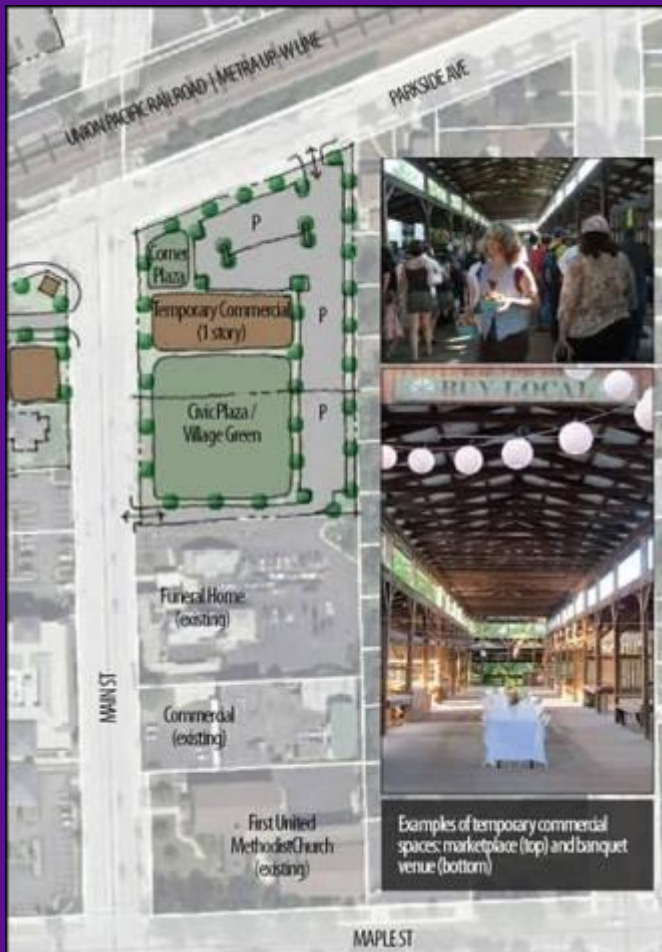 UNION PACIFIC RAILROAD | METRA UP-W LINE
PARKSIDE AVE
P
Corner
Plaza
Temporary Commercial
(1 story)
P
Civic Plaza /
Village Green
P
BUY LOCAL
Funeral Home
(existing)
MAIN ST
Commercial
(existing)
First United
MethodistChurch
(existing)
Examples of temporary commercial
spaces: marketplace (top) and banquet
venue (bottom)
MAPLE ST